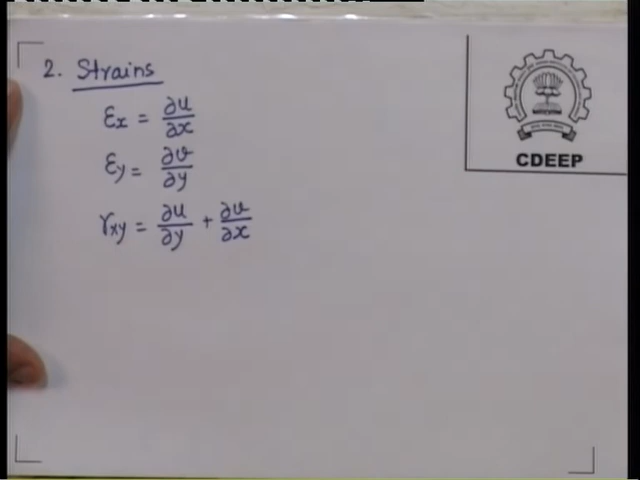 2. Strains
εx = ∂u/∂x
εy = ∂v/∂y
γxy = ∂u/∂y + ∂v/∂x
CDEEP